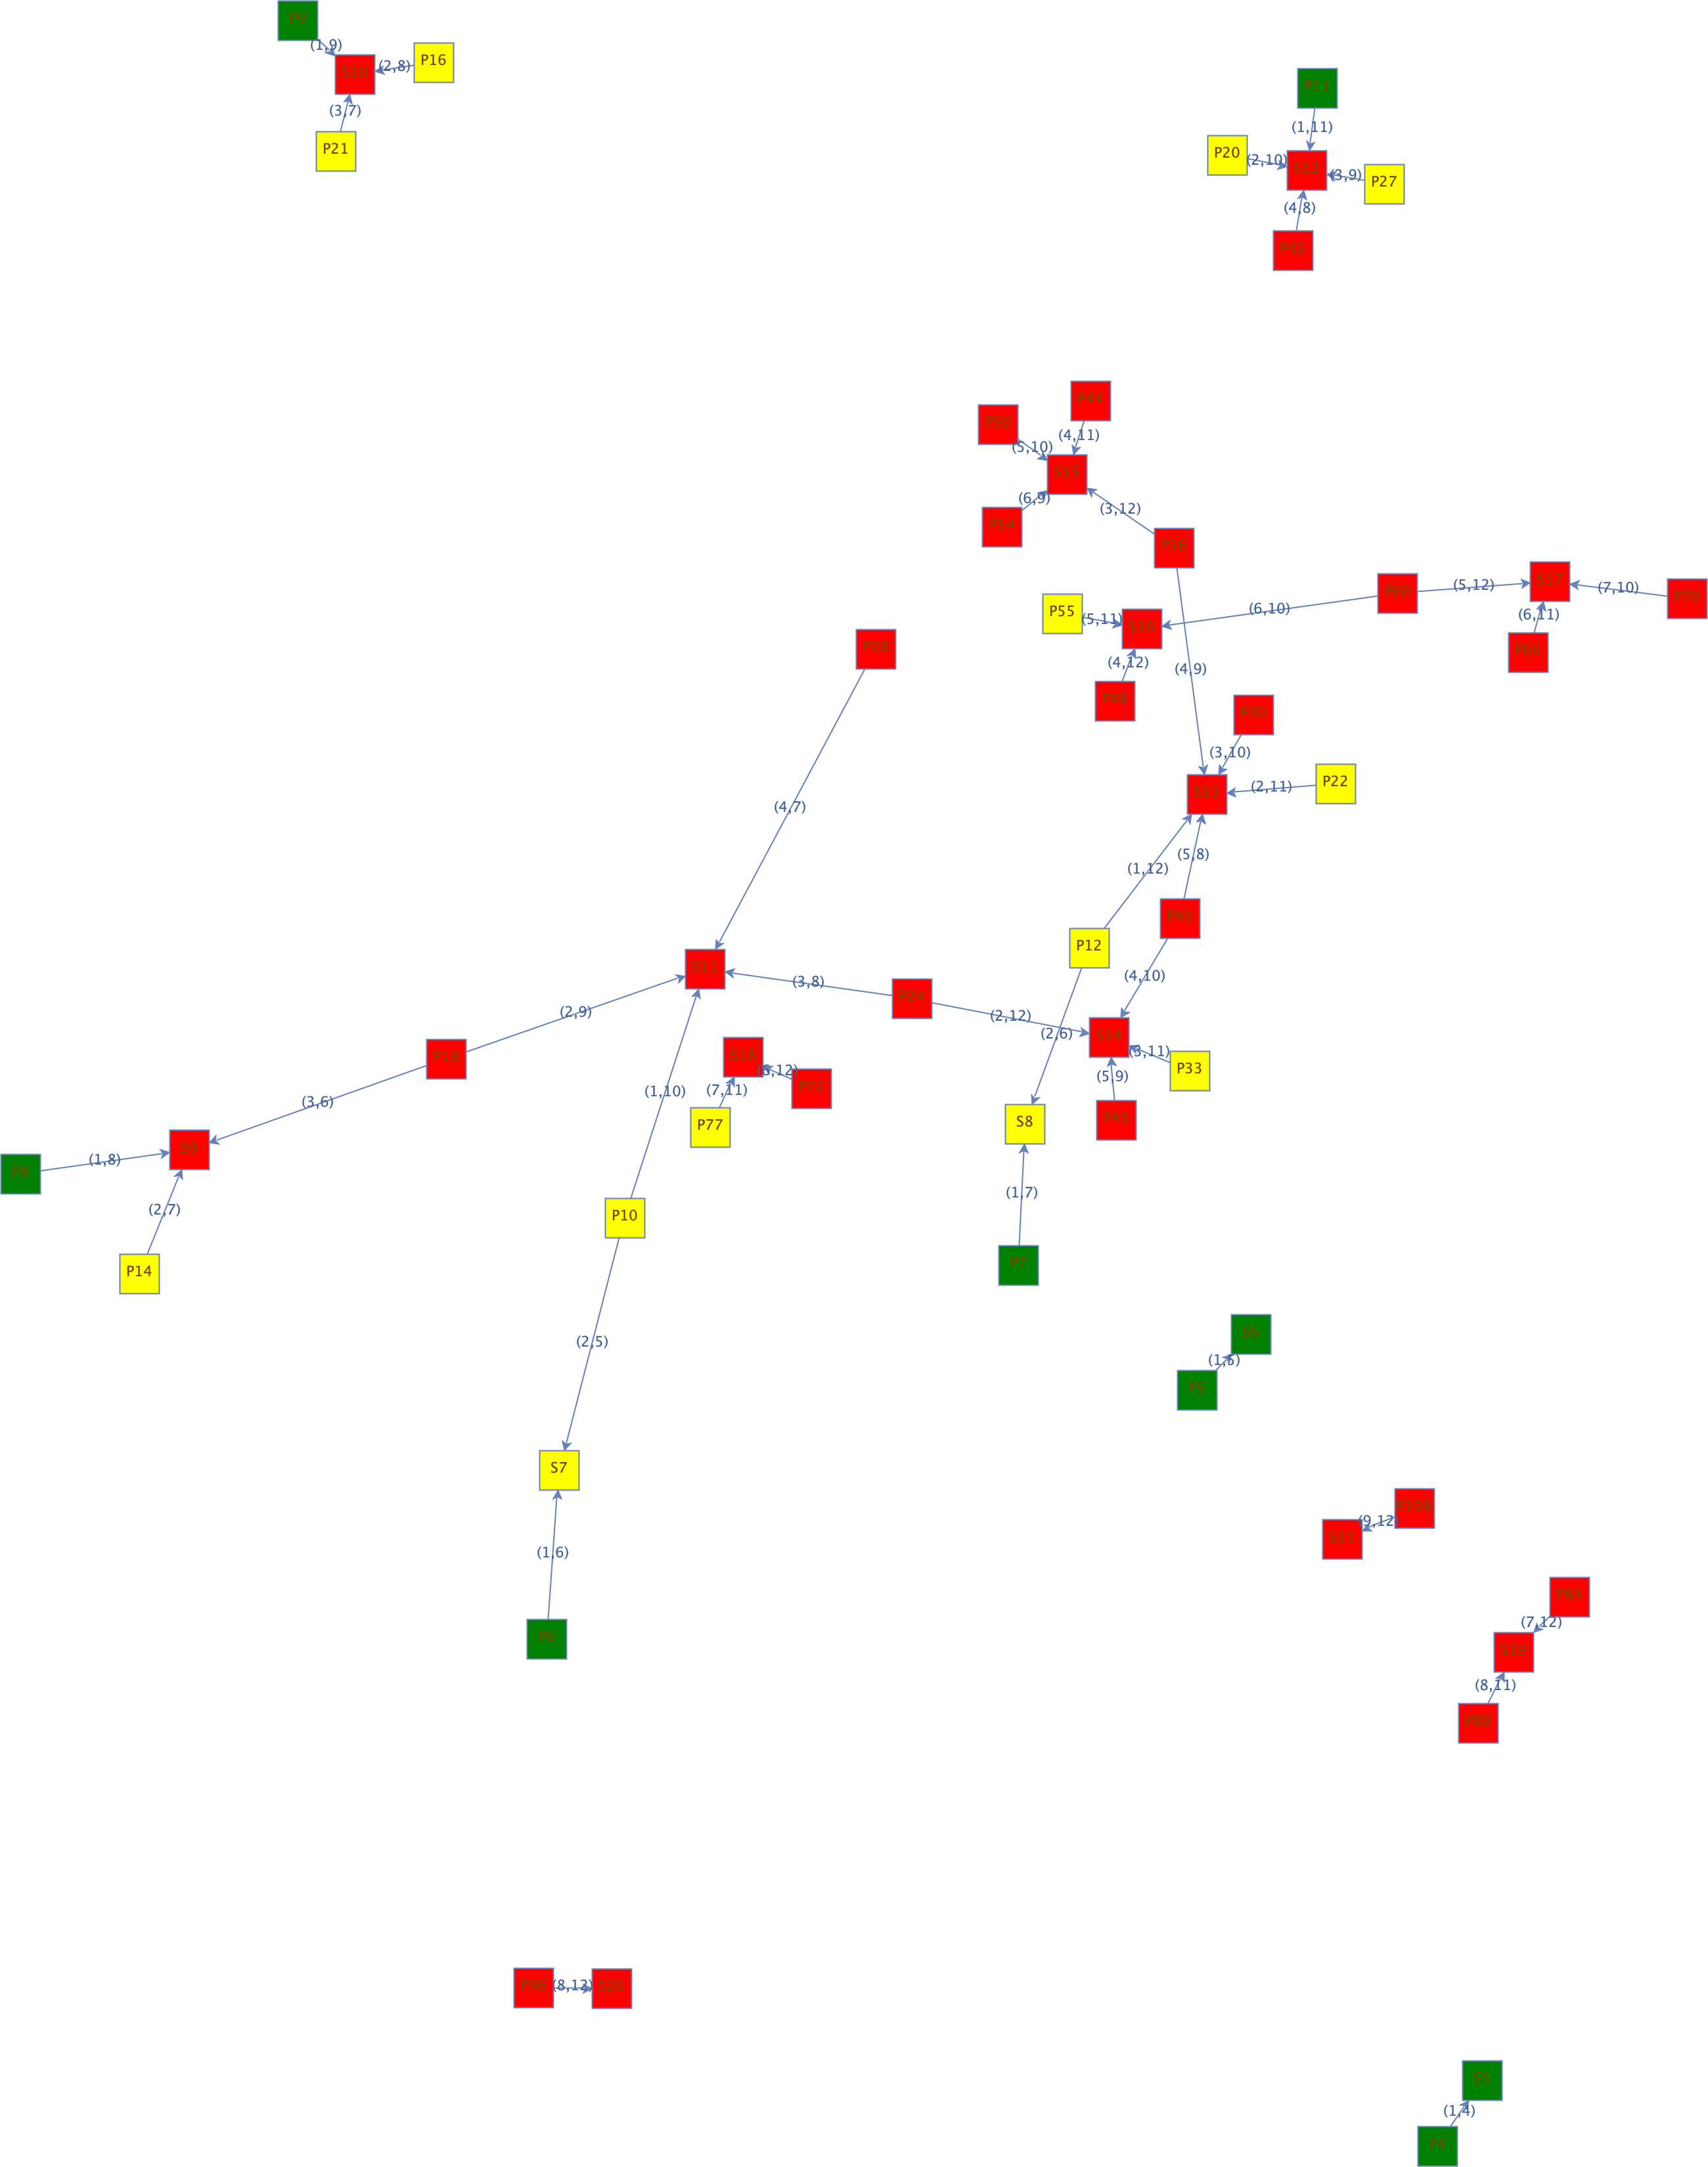 P9
(1,9)
S10
(2,8)
P16
(3,7)
P21
P11
(1,11)
P20
(2,10)
S12
(3,9)
P27
(4,8)
P32
P44
P50
(4,11)
(5,10)
S15
(6,9)
(3,12)
P54
P36
S17
P60
(5,12)
(7,10)
P70
P55
(5,11)
S16
(6,10)
(6,11)
P66
P28
(4,12)
(4,9)
P48
P30
(3,10)
S13
(2,11)
P22
(4,7)
(5,8)
(1,12)
P40
P12
S11
(3,8)
(4,10)
P24
(2,9)
(2,12)
(2,6)
S14
(3,11)
P33
P18
S18
(6,12)
P72
(5,9)
(1,10)
(7,11)
(3,6)
P77
S8
P45
S9
(1,8)
P8
(1,7)
(2,7)
P10
P14
P7
S6
(2,5)
(1,5)
P5
S7
P108
(9,12)
S21
(1,6)
P84
(7,12)
P6
S19
(8,11)
P88
P96
(8,12)
S20
S5
(1,4)
P4